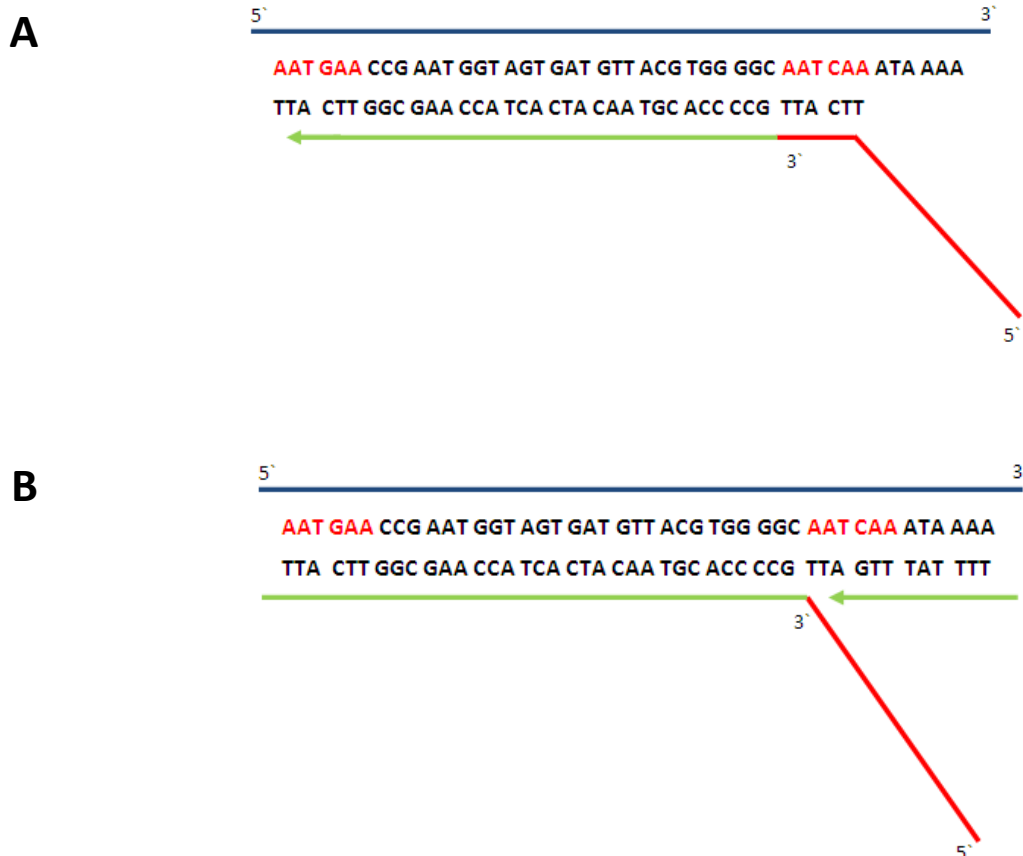 A
5` 3`
AAT GAA CCG AAT GGT AGT GAT GTT ACG TGG GGC AAT CAA ATA AAA
TTA CTT GGC GAA CCA TCA CTA CAA TGC ACC CCG TTA CTT
3`
5`
B
5` 3
AAT GAA CCG AAT GGT AGT GAT GTT ACG TGG GGC AAT CAA ATA AAA
TTA CTT GGC GAA CCA TCA CTA CAA TGC ACC CCG TTA GTT TAT TTT
3`
5`